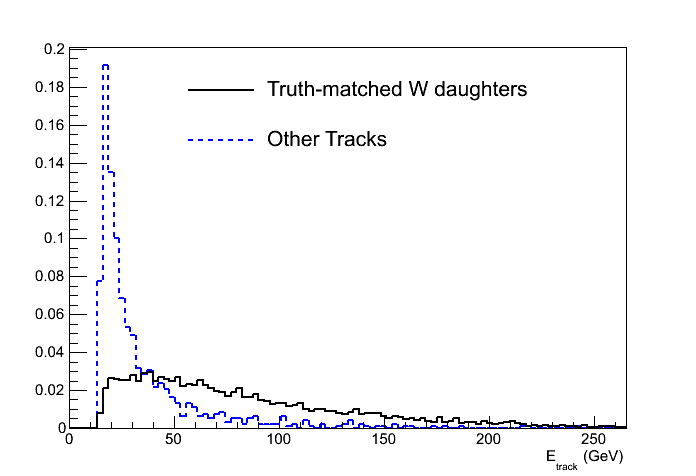 0.2
0.18
0.16
0.14
0.12
0.1
0.08
0.06
0.04
0.02
0
Truth-matched W daughters
Other Tracks
0 50 100 150 200 250
E_track (GeV)